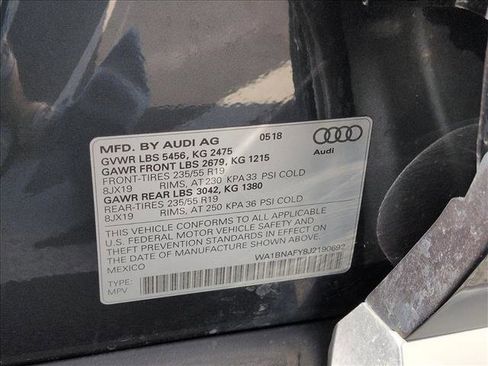 MFD. BY AUDI AG 0518
GVWR LBS 5456, KG 2475
GAWR FRONT LBS 2679, KG 1215
FRONT-TIRES 235/55 R19
8JX19 RIMS, AT 230 KPA 33 PSI COLD
GAWR REAR LBS 3042, KG 1380
REAR-TIRES 235/55 R19
8JX19 RIMS, AT 250 KPA 36 PSI COLD
THIS VEHICLE CONFORMS TO ALL APPLICABLE
U.S. FEDERAL MOTOR VEHICLE SAFETY AND
THEFT PREVENTION STANDARDS IN EFFECT ON
THE DATE OF MANUFACTURE SHOWN ABOVE.
MEXICO
WA1BNAFY8J2190692
TYPE:
MPV
Audi